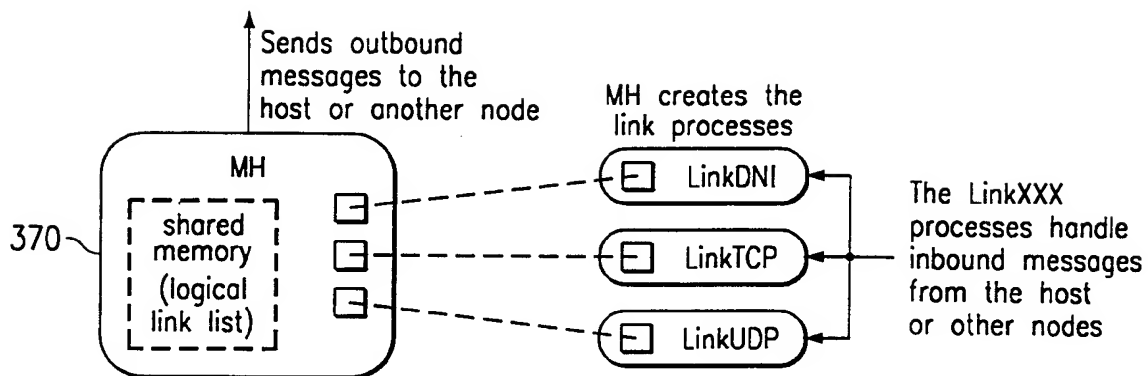 Sends outbound
messages to the
host or another node
MH creates the
link processes
MH
shared
memory
(logical
link list)
370
LinkDNI
LinkTCP
LinkUDP
The LinkXXX
processes handle
inbound messages
from the host
or other nodes